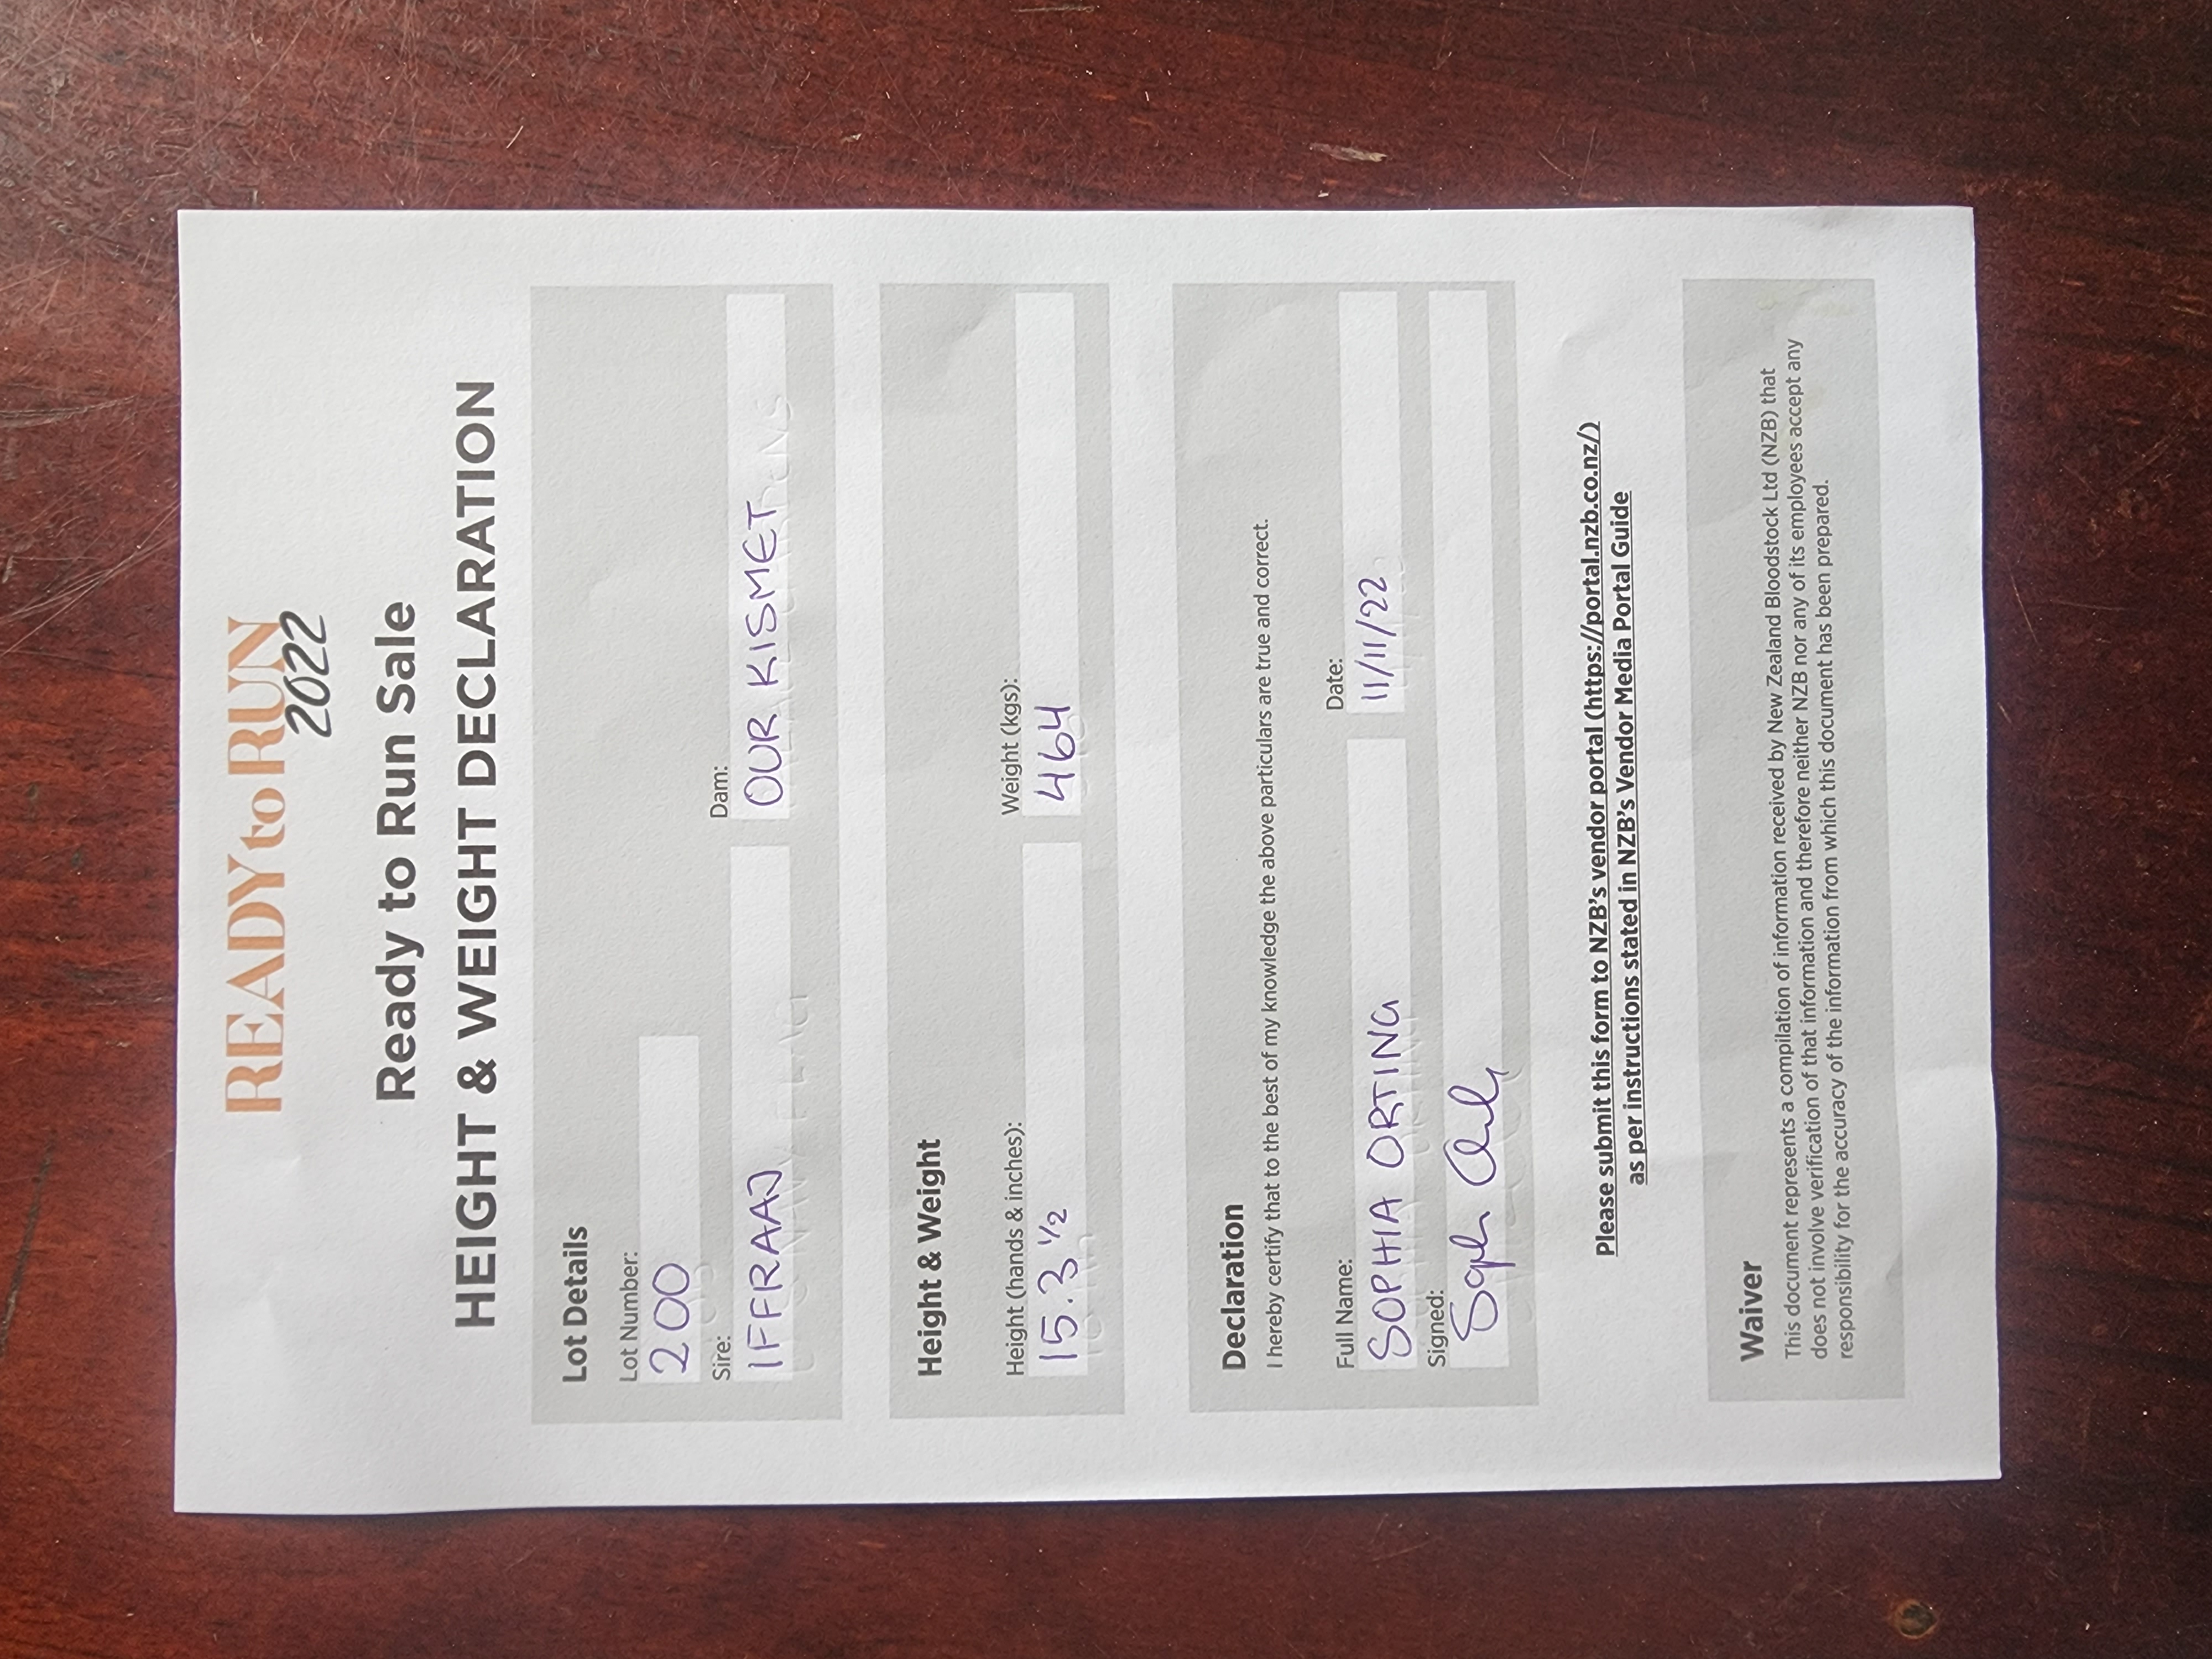 READY to RUN
2022
Ready to Run Sale
HEIGHT & WEIGHT DECLARATION
Lot Details
Lot Number:
200
Sire: Dam:
IFFRAAJ OUR KISMET
Height & Weight
Height (hands & inches): Weight (kgs):
15.3 ½ 464
Declaration
I hereby certify that to the best of my knowledge the above particulars are true and correct.
Full Name: Date:
SOPHIA ORTING 11/11/22
Signed:
Please submit this form to NZB's vendor portal (https://portal.nzb.co.nz/)
as per instructions stated in NZB's Vendor Media Portal Guide
Waiver
This document represents a compilation of information received by New Zealand Bloodstock Ltd (NZB) that
does not involve verification of that information and therefore neither NZB nor any of its employees accept any
responsibility for the accuracy of the information from which this document has been prepared.